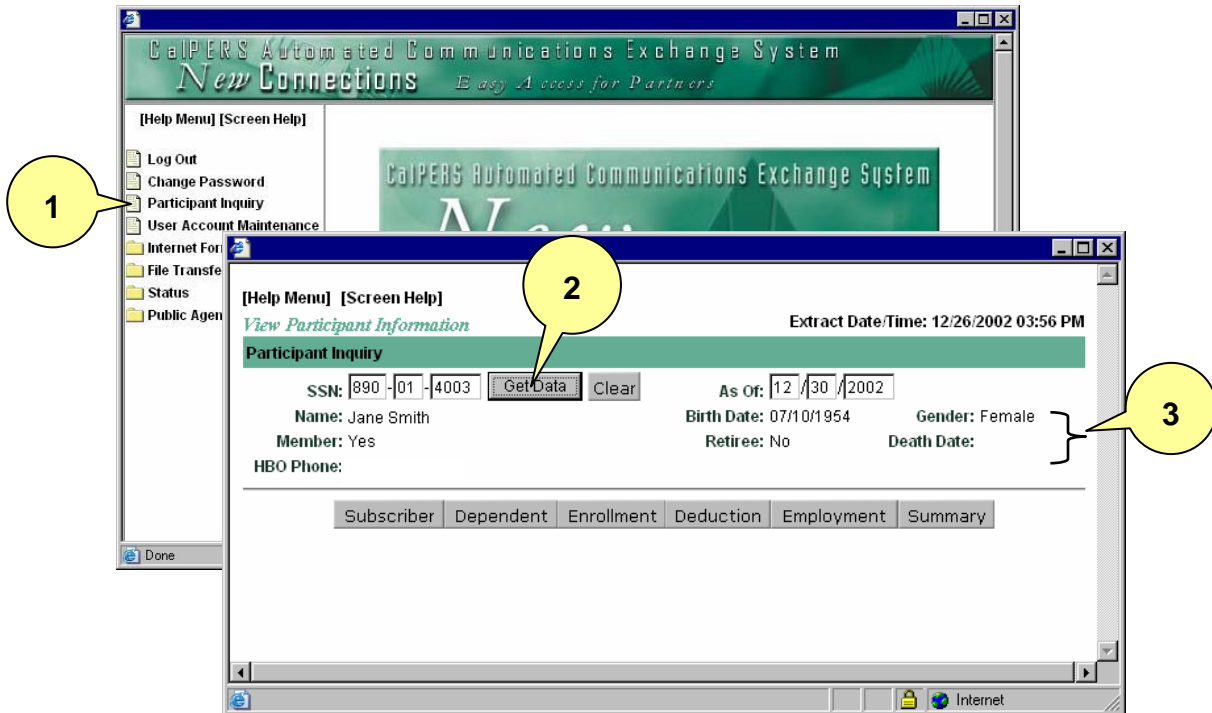 CalPERS Automated Communications Exchange System
New Connections Easy Access for Partners
[Help Menu] [Screen Help]
Log Out
Change Password
Participant Inquiry
User Account Maintenance
Internet For
File Transfe
Status
Public Agen
CalPERS Automated Communications Exchange System
New
Done
1
2
[Help Menu] [Screen Help]
View Participant Information Extract Date/Time: 12/26/2002 03:56 PM
Participant Inquiry
SSN: 890 - 01 - 4003 Get Data Clear As Of: 12 / 30 / 2002
Name: Jane Smith Birth Date: 07/10/1954 Gender: Female
Member: Yes Retiree: No Death Date:
HBO Phone:
3
Subscriber Dependent Enrollment Deduction Employment Summary
Internet